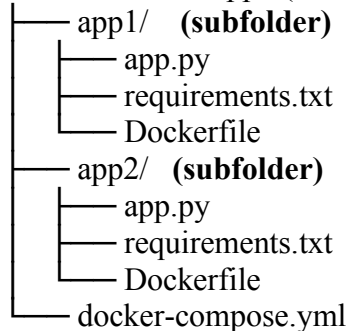 app1/ (subfolder)
app.py
requirements.txt
Dockerfile
app2/ (subfolder)
app.py
requirements.txt
Dockerfile
docker-compose.yml